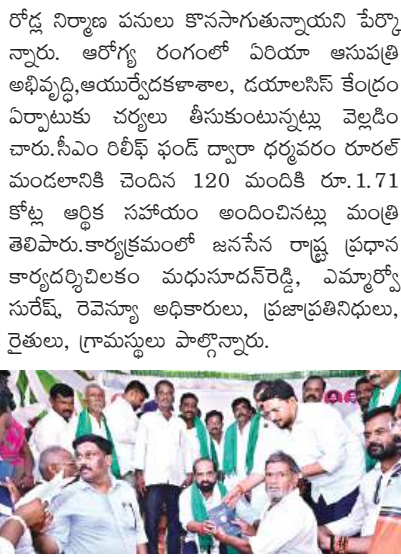 రోడ్ల నిర్మాణ పనులు కొనసాగుతున్నాయని పేర్కొ
న్నారు. ఆరోగ్య రంగంలో ఏరియా ఆసుపత్రి
అభివృద్ధి,ఆయుర్వేదకళాశాల, డయాలసిస్ కేంద్రం
ఏర్పాటుకు చర్యలు తీసుకుంటున్నట్లు వెల్లడిం
చారు.సీఎం రిలీఫ్ ఫండ్ ద్వారా ధర్మవరం రూరల్
మండలానికి చెందిన 120 మందికి రూ.1.71
కోట్ల ఆర్థిక సహాయం అందించినట్లు మంత్రి
తెలిపారు.కార్యక్రమంలో జనసేన రాష్ట్ర ప్రధాన
కార్యదర్శిచిలకం మధుసూదన్‌రెడ్డి, ఎమ్మార్వో
సురేష్, రెవెన్యూ అధికారులు, ప్రజాప్రతినిధులు,
రైతులు, గ్రామస్థులు పాల్గొన్నారు.